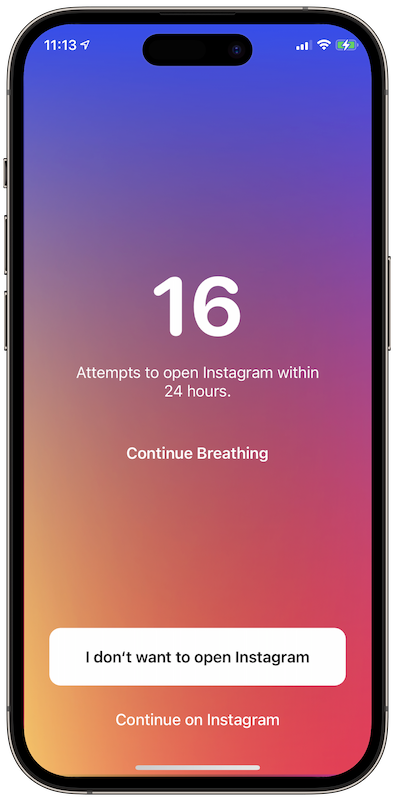 11:13
16
Attempts to open Instagram within
24 hours.
Continue Breathing
I don‘t want to open Instagram
Continue on Instagram